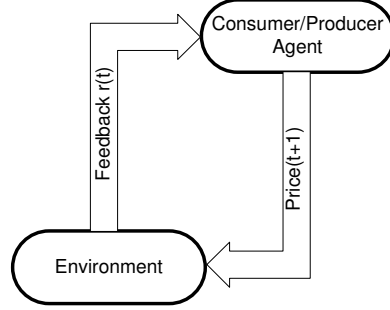 Consumer/Producer
Agent
Feedback r(t)
Price(t+1)
Environment